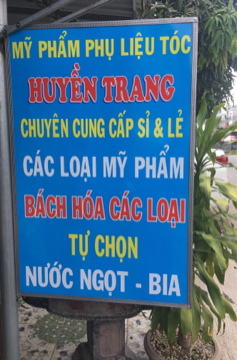 MỸ PHẨM PHỤ LIỆU TÓC
HUYỀN TRANG
CHUYÊN CUNG CẤP SỈ & LẺ
CÁC LOẠI MỸ PHẨM
BÁCH HÓA CÁC LOẠI
TỰ CHỌN
NƯỚC NGỌT - BIA